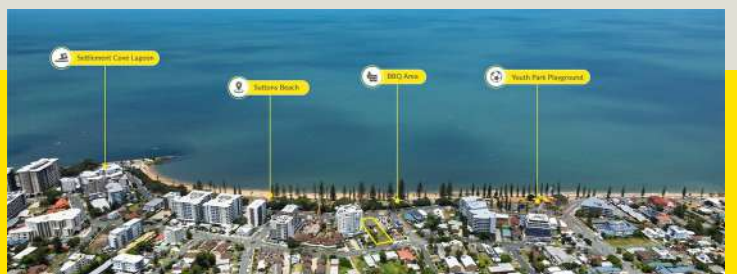 Settlement Cove Lagoon
Suttons Beach
BBQ Area
Youth Park Playground